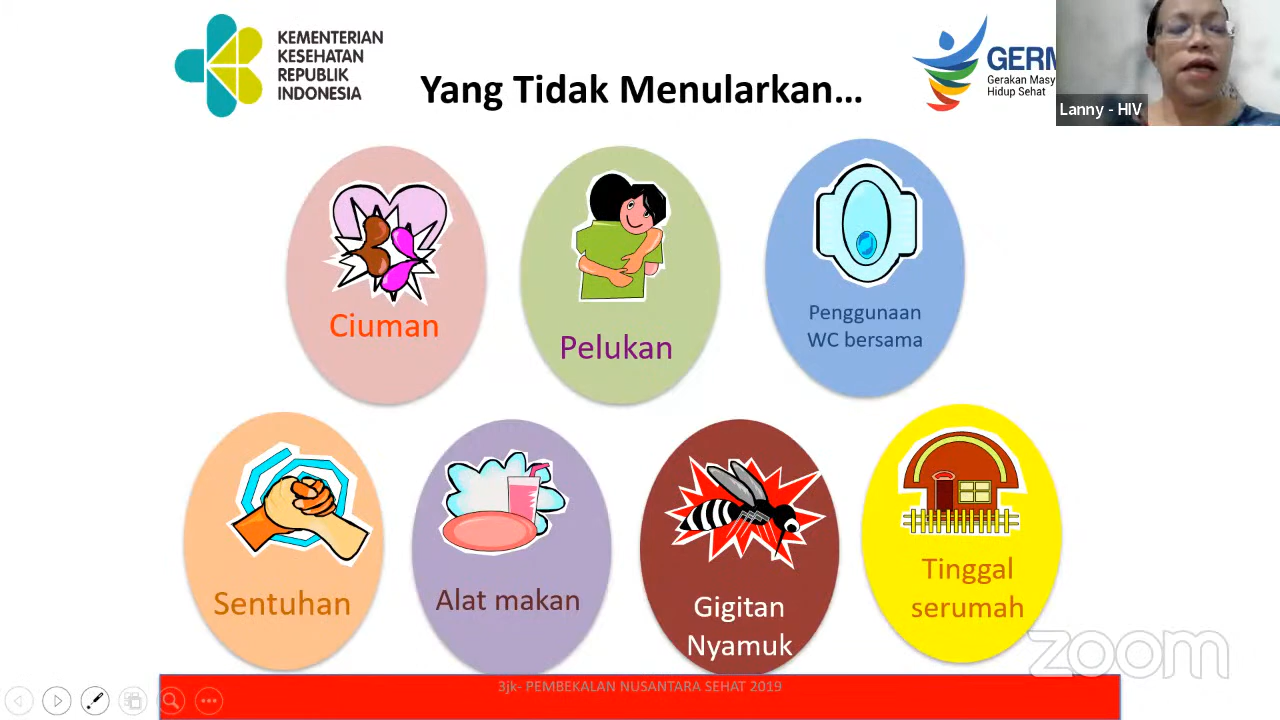 KEMENTERIAN
KESEHATAN
REPUBLIK
INDONESIA
Yang Tidak Menularkan...
GERM
Gerakan Masy
Hidup Sehat
Lanny - HIV
Ciuman
Pelukan
Penggunaan
WC bersama
Sentuhan
Alat makan
Gigitan
Nyamuk
Tinggal
serumah
zoom
3jk- PEMBEKALAN NUSANTARA SEHAT 2019